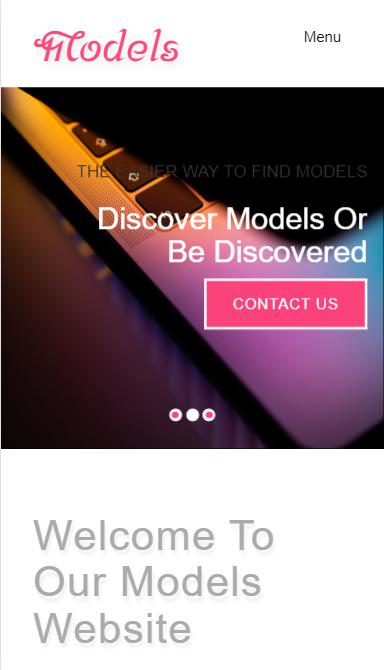 Models
Menu
THE EASIER WAY TO FIND MODELS
Discover Models Or
Be Discovered
CONTACT US
Welcome To
Our Models
Website